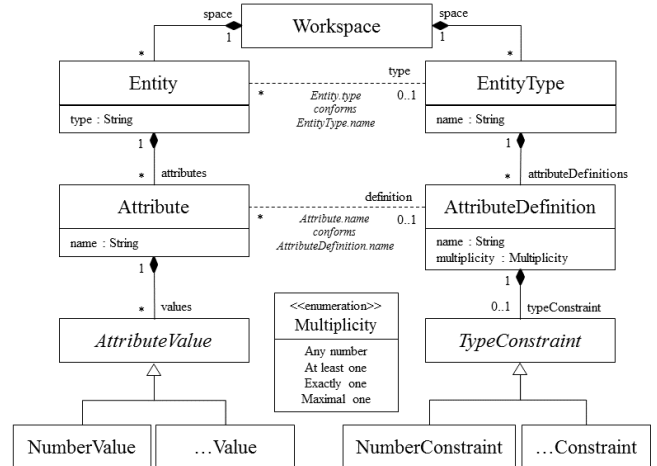 space
Workspace
space
1
1
*
*
Entity
type
EntityType
*
Entity.type
conforms
EntityType.name
0..1
type : String
name : String
1
1
*
attributes
*
attributeDefinitions
Attribute
definition
AttributeDefinition
*
Attribute.name
conforms
AttributeDefinition.name
0..1
name : String
name : String
multiplicity : Multiplicity
1
1
*
values
<<enumeration>>
Multiplicity
Any number
At least one
Exactly one
Maximal one
0..1
typeConstraint
AttributeValue
TypeConstraint
NumberValue
…Value
NumberConstraint
…Constraint